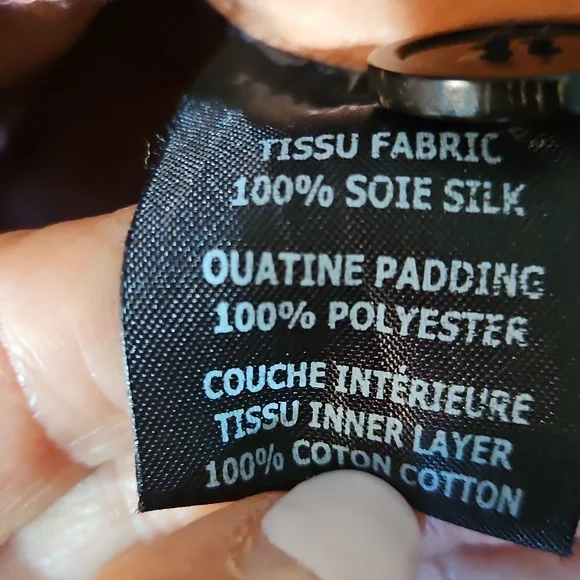 TISSU FABRIC
100% SOIE SILK
OUATINE PADDING
100% POLYESTER
COUCHE INTÉRIEURE
TISSU INNER LAYER
100% COTON COTTON